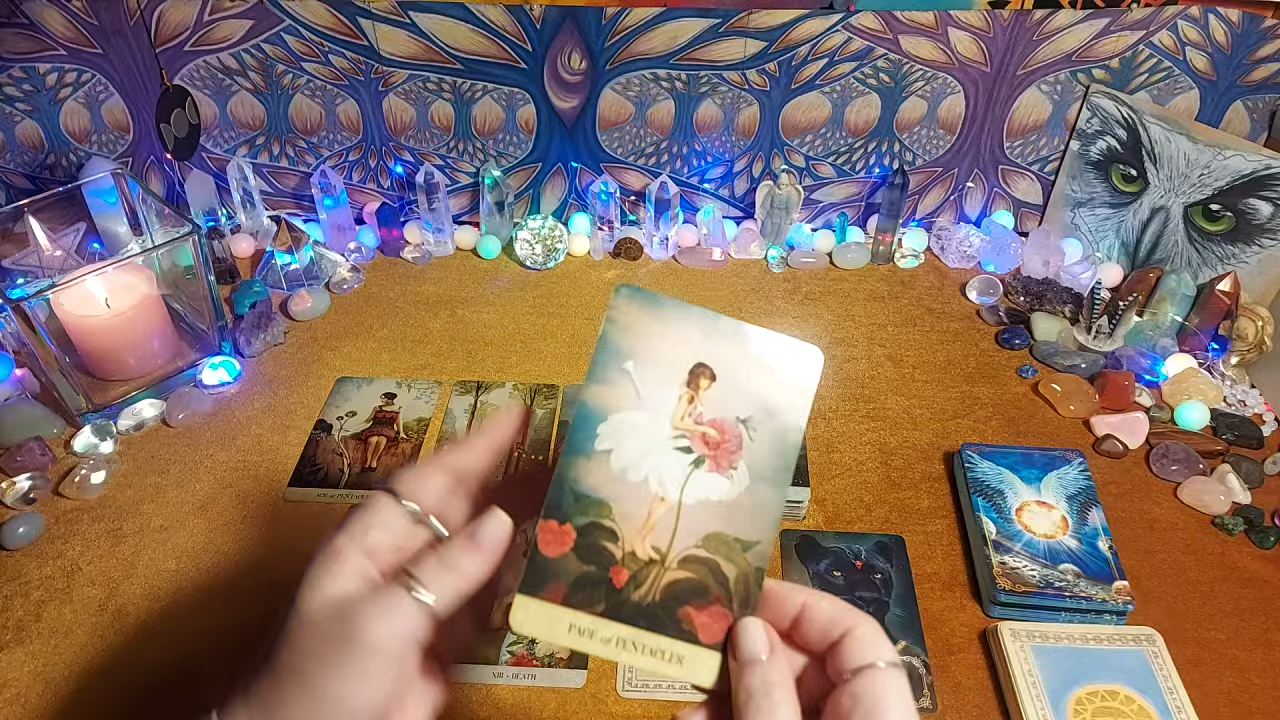 ACE of PENTACLES
PAGE of PENTACLES
XIII • DEATH